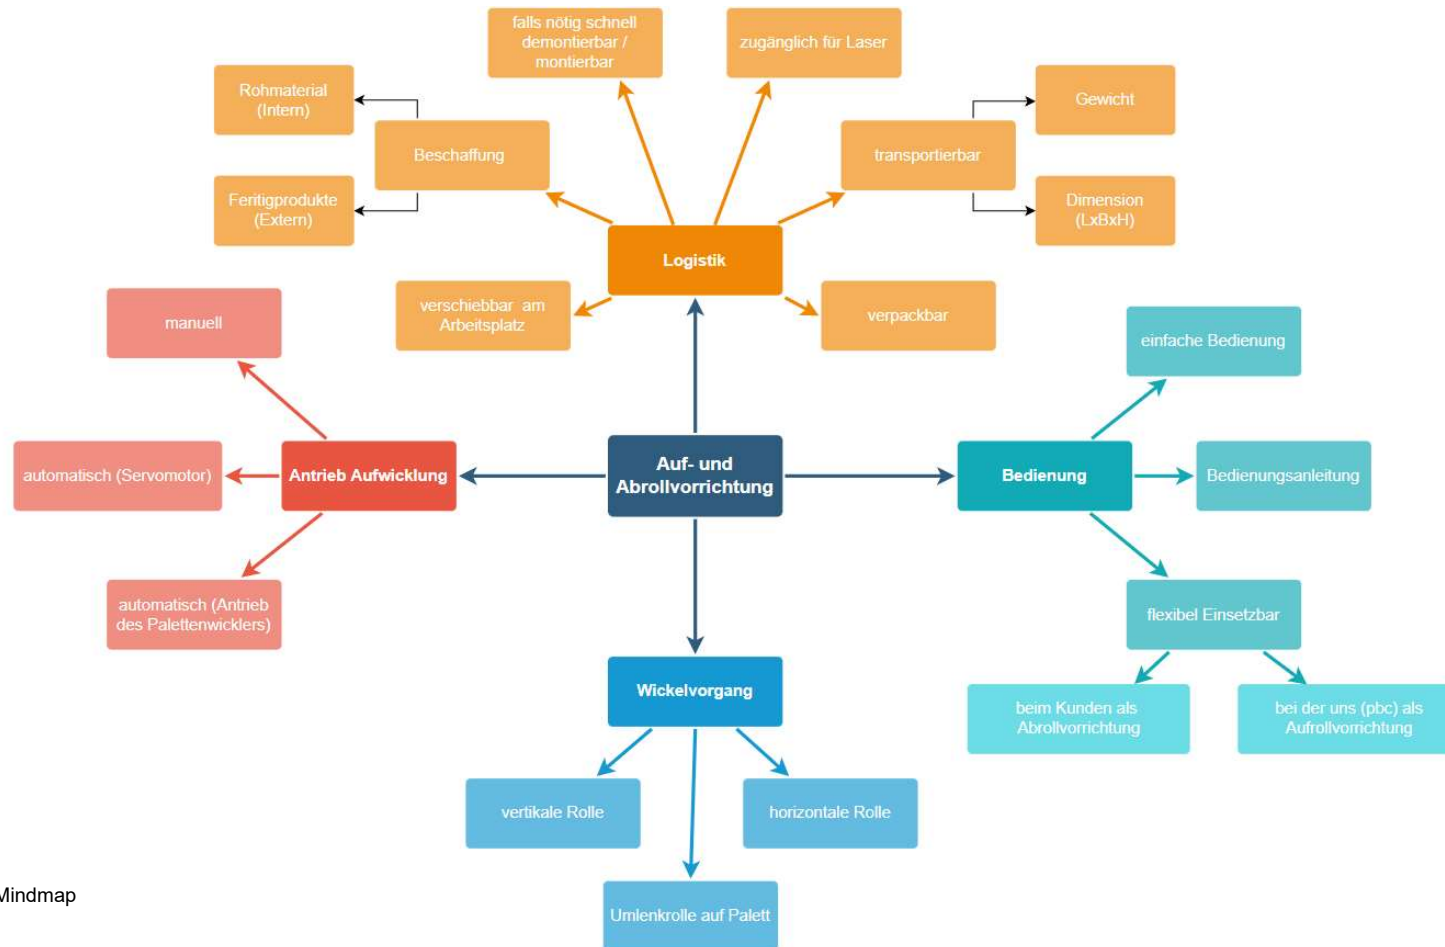 falls nötig schnell
demontierbar /
montierbar
zugänglich für Laser
Rohmaterial
(Intern)
Gewicht
Beschaffung
transportierbar
Feritigprodukte
(Extern)
Dimension
(LxBxH)
Logistik
verschiebbar am
Arbeitsplatz
verpackbar
manuell
einfache Bedienung
automatisch (Servomotor)
Antrieb Aufwicklung
Auf- und
Abrollvorrichtung
Bedienung
Bedienungsanleitung
automatisch (Antrieb
des Palettenwicklers)
flexibel Einsetzbar
Wickelvorgang
beim Kunden als
Abrollvorrichtung
bei der uns (pbc) als
Aufrollvorrichtung
vertikale Rolle
horizontale Rolle
Umlenkrolle auf Palett
Mindmap